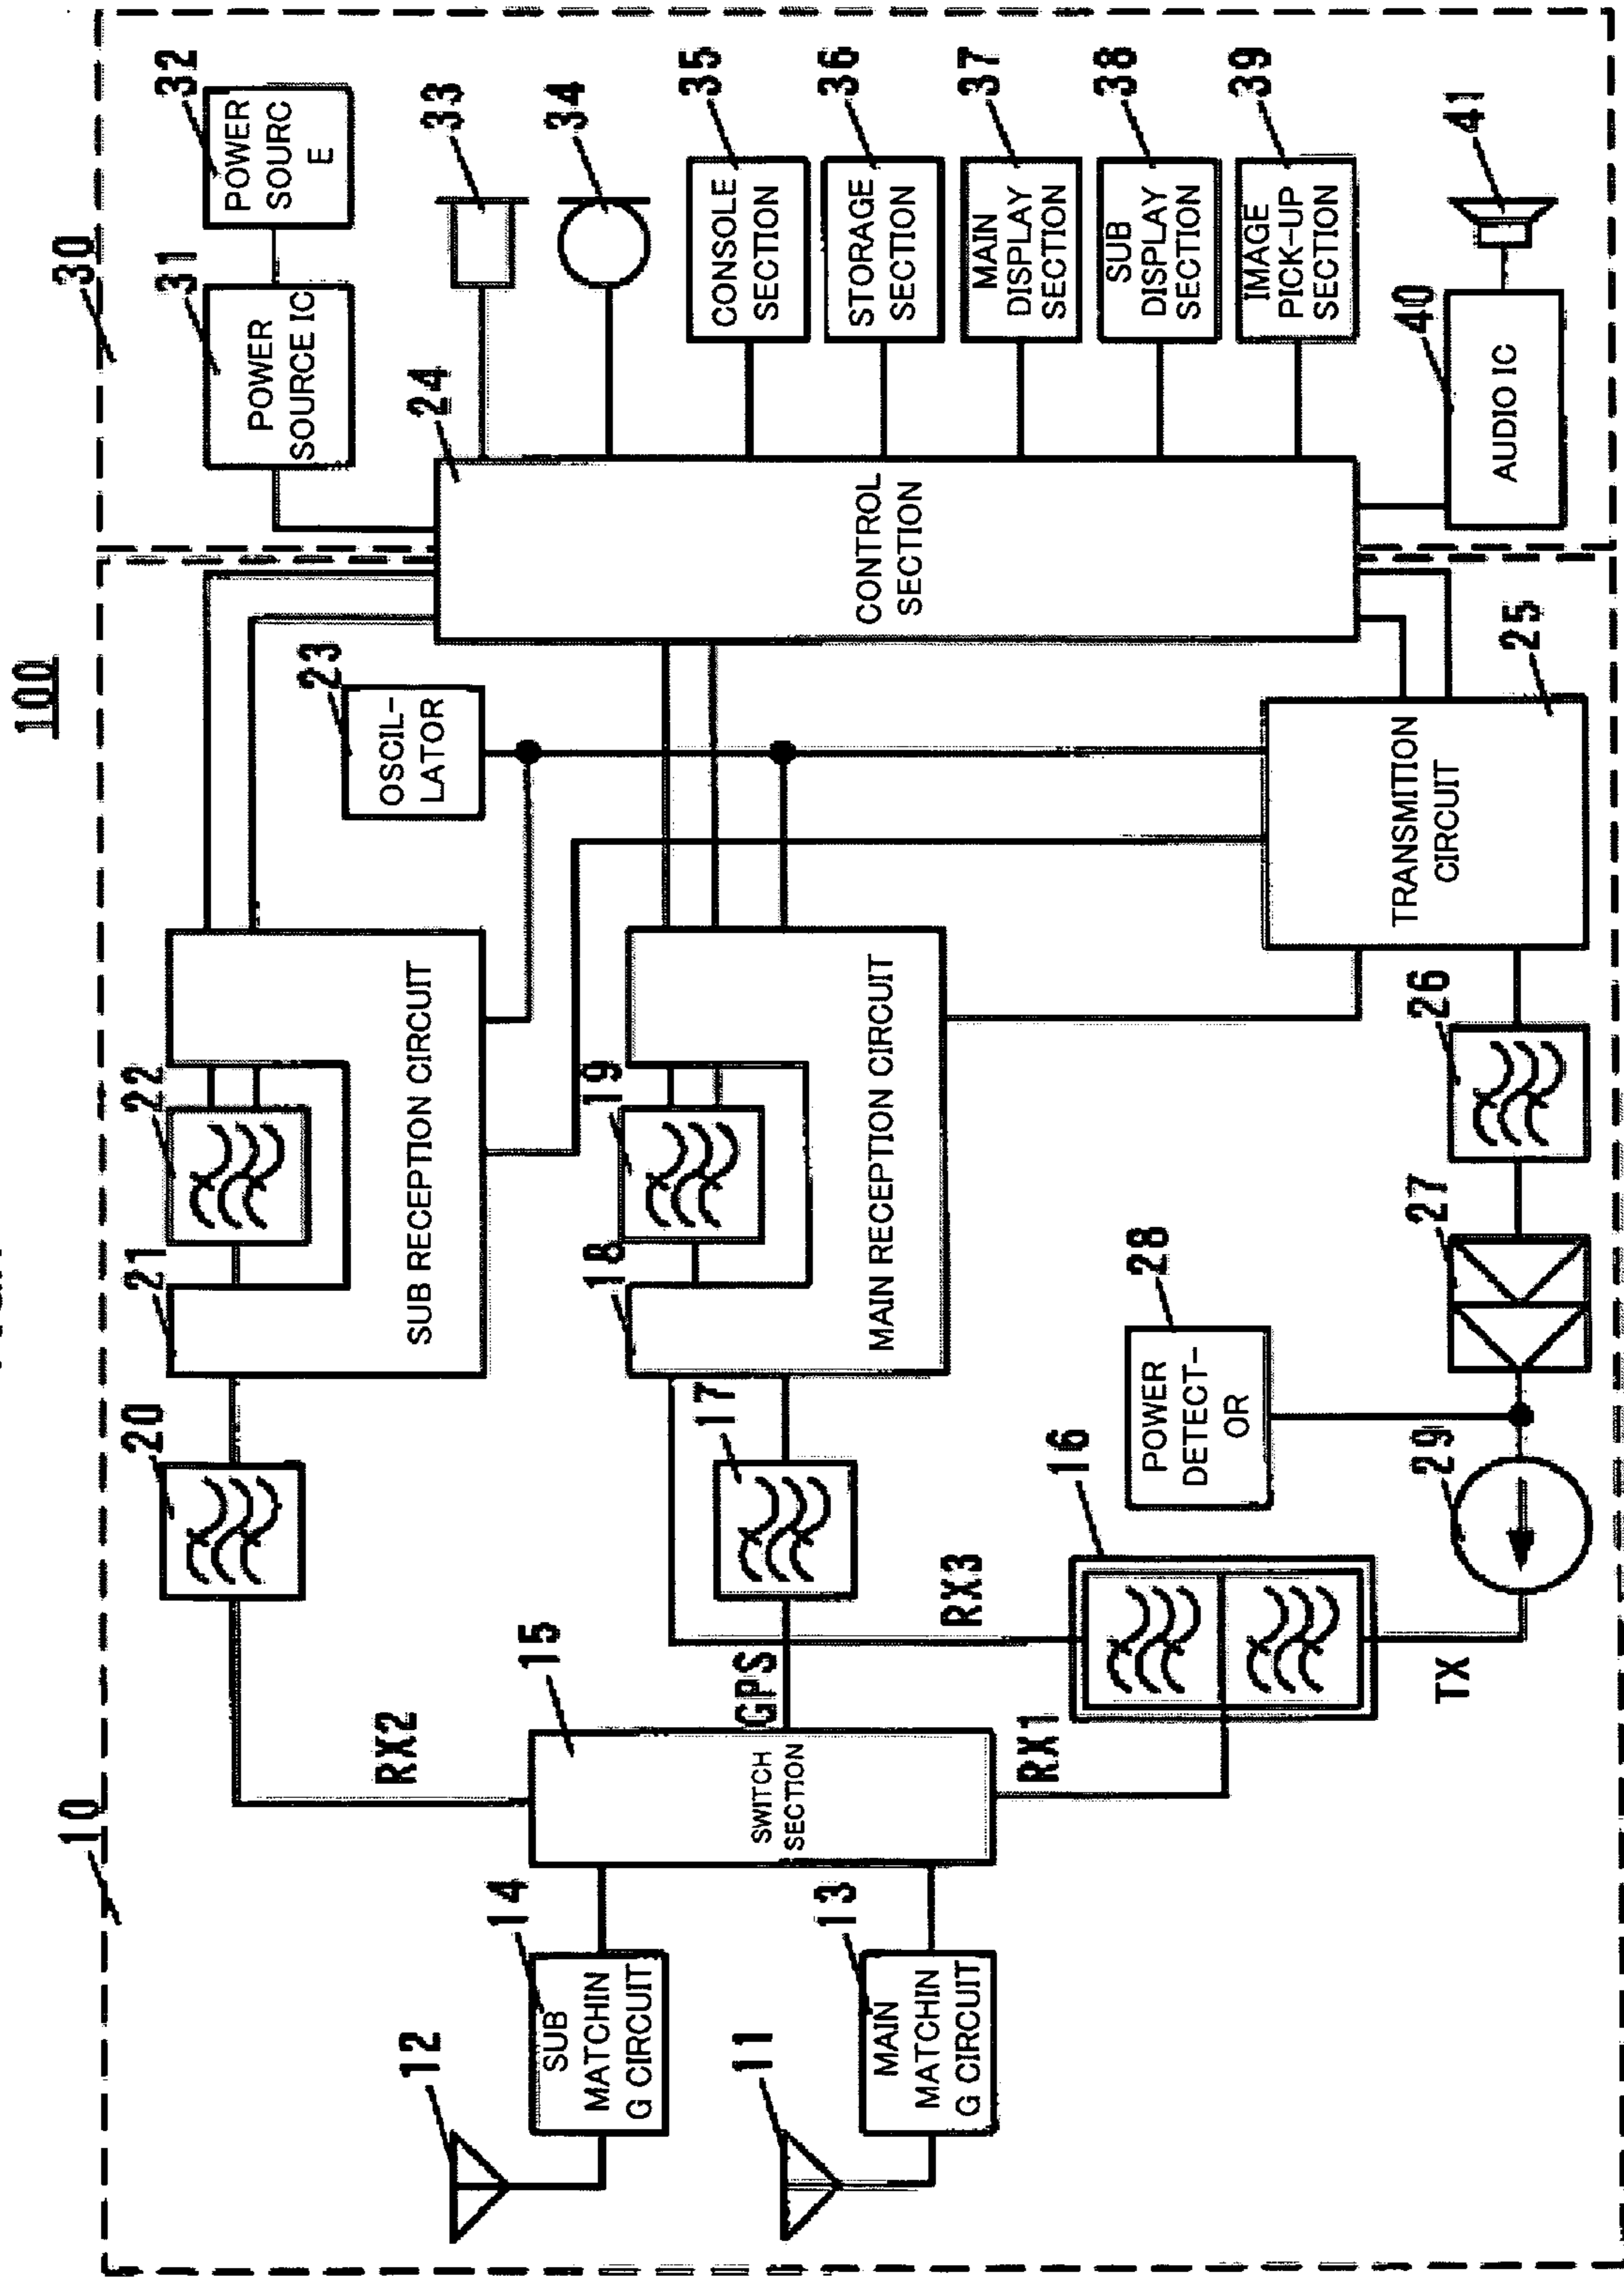 100
10
30
12
14
SUB
MATCHIN
G CIRCUIT
11
13
MAIN
MATCHIN
G CIRCUIT
15
SWITCH
SECTION
RX2
GPS
RX1
RX3
TX
20
21
22
SUB RECEPTION CIRCUIT
17
18
19
MAIN RECEPTION CIRCUIT
16
28
POWER
DETECT-
OR
29
27
26
25
TRANSMITION
CIRCUIT
23
OSCIL-
LATOR
24
CONTROL
SECTION
31
POWER
SOURCE IC
32
POWER
SOURC
E
33
34
35
CONSOLE
SECTION
36
STORAGE
SECTION
37
MAIN
DISPLAY
SECTION
38
SUB
DISPLAY
SECTION
39
IMAGE
PICK-UP
SECTION
40
AUDIO IC
41